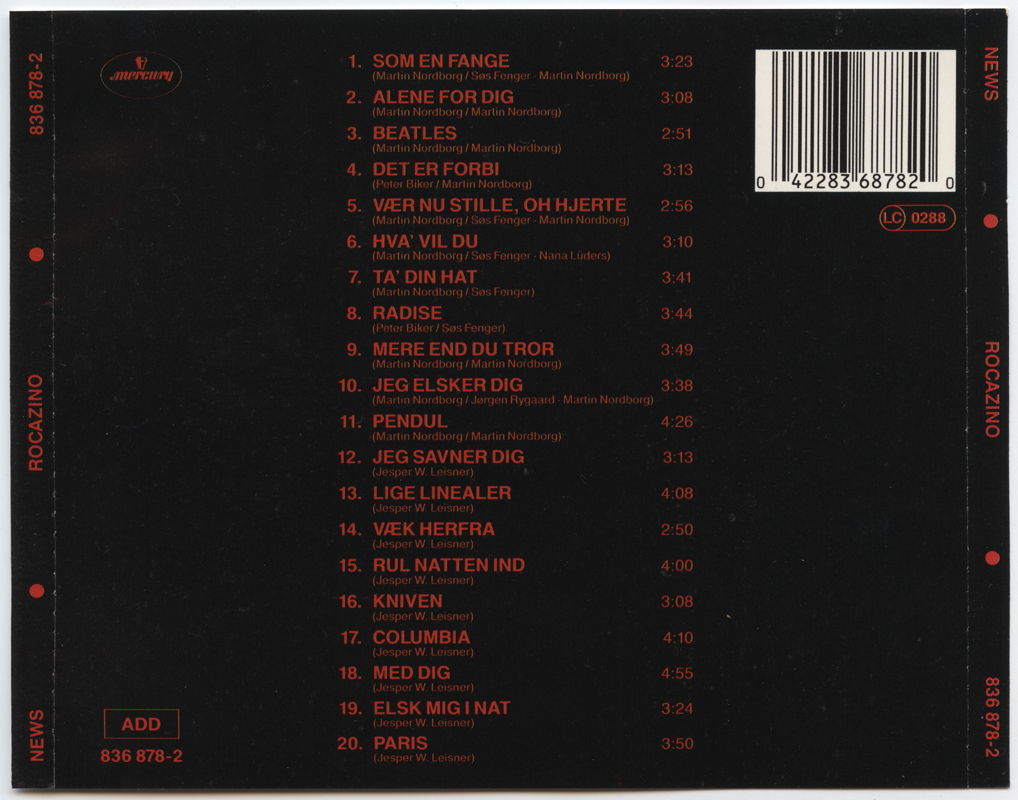 836 878-2
ROCAZINO
NEWS
mercury
1. SOM EN FANGE 3:23
(Martin Nordborg / Søs Fenger - Martin Nordborg)
2. ALENE FOR DIG 3:08
(Martin Nordborg / Martin Nordborg)
3. BEATLES 2:51
(Martin Nordborg / Martin Nordborg)
4. DET ER FORBI 3:13
(Peter Biker / Martin Nordborg)
5. VÆR NU STILLE, OH HJERTE 2:56
(Martin Nordborg / Søs Fenger - Martin Nordborg)
6. HVA' VIL DU 3:10
(Martin Nordborg / Søs Fenger - Nana Lüders)
7. TA' DIN HAT 3:41
(Martin Nordborg / Søs Fenger)
8. RADISE 3:44
(Peter Biker / Søs Fenger)
9. MERE END DU TROR 3:49
(Martin Nordborg / Martin Nordborg)
10. JEG ELSKER DIG 3:38
(Martin Nordborg / Jørgen Rygaard - Martin Nordborg)
11. PENDUL 4:26
(Martin Nordborg / Martin Nordborg)
12. JEG SAVNER DIG 3:13
(Jesper W. Leisner)
13. LIGE LINEALER 4:08
(Jesper W. Leisner)
14. VÆK HERFRA 2:50
(Jesper W. Leisner)
15. RUL NATTEN IND 4:00
(Jesper W. Leisner)
16. KNIVEN 3:08
(Jesper W. Leisner)
17. COLUMBIA 4:10
(Jesper W. Leisner)
18. MED DIG 4:55
(Jesper W. Leisner)
19. ELSK MIG I NAT 3:24
(Jesper W. Leisner)
20. PARIS 3:50
(Jesper W. Leisner)
ADD
836 878-2
0 42283 68782 0
LC 0288
NEWS
ROCAZINO
836 878-2